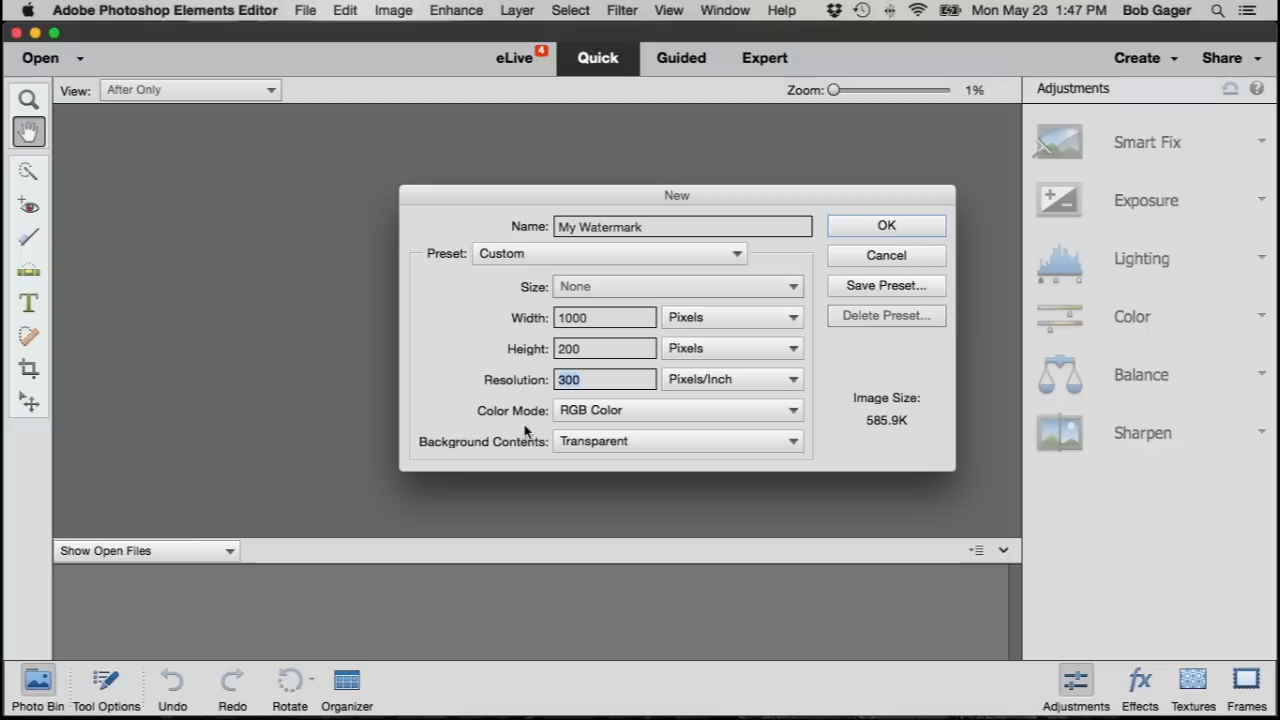 Adobe Photoshop Elements Editor File Edit Image Enhance Layer Select Filter View Window Help Mon May 23 1:47 PM Bob Gager
Open eLive 4 Quick Guided Expert Create Share
View: After Only Zoom: 1% Adjustments ?
Smart Fix
Exposure
Lighting
Color
Balance
Sharpen
New
Name: My Watermark OK
Preset: Custom Cancel
Size: None Save Preset...
Width: 1000 Pixels Delete Preset...
Height: 200 Pixels
Resolution: 300 Pixels/Inch
Color Mode: RGB Color
Background Contents: Transparent
Image Size:
585.9K
Show Open Files
T
fx
Photo Bin Tool Options Undo Redo Rotate Organizer Adjustments Effects Textures Frames